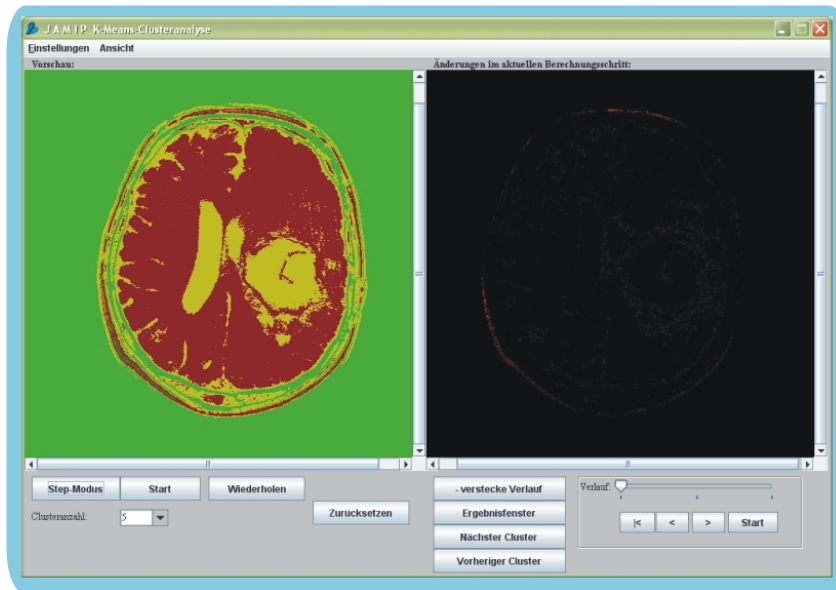 J A M I P K-Means-Clusteranalyse
Einstellungen Ansicht
Vorschau:
Änderungen im aktuellen Berechnungsschritt:
Step-Modus
Start
Wiederholen
Clusteranzahl:
5
Zurücksetzen
- verstecke Verlauf
Ergebnisfenster
Nächster Cluster
Vorheriger Cluster
Verlauf:
|<
<
>
Start